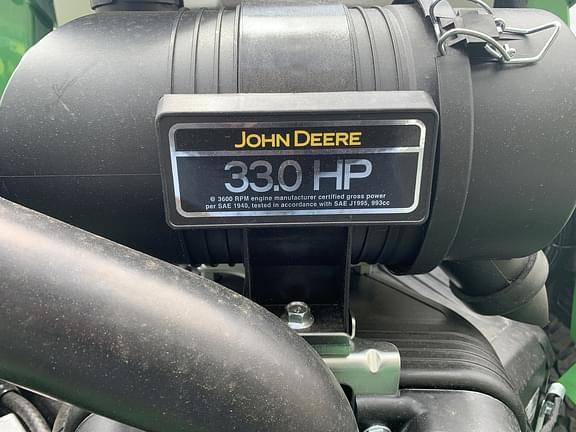 JOHN DEERE
33.0 HP
@ 3600 RPM engine manufacturer certified gross power
per SAE 1940, tested in accordance with SAE J1995, 993cc